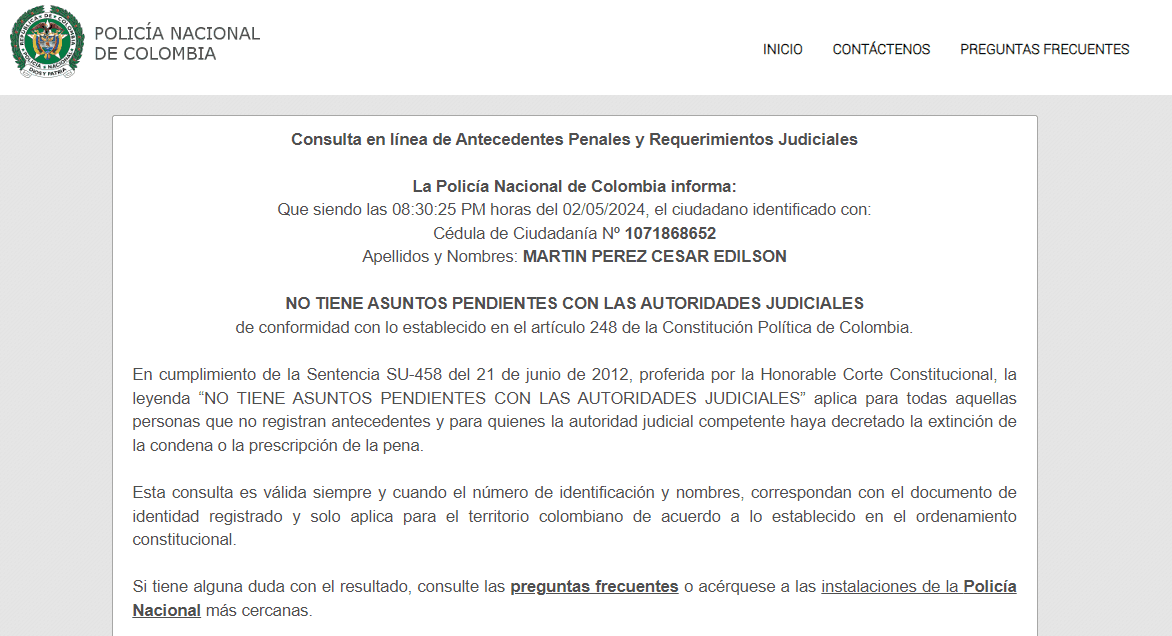 REPUBLICA DE COLOMBIA
POLICIA NACIONAL
DIOS Y PATRIA
POLICÍA NACIONAL
DE COLOMBIA
INICIO
CONTÁCTENOS
PREGUNTAS FRECUENTES
Consulta en línea de Antecedentes Penales y Requerimientos Judiciales
La Policía Nacional de Colombia informa:
Que siendo las 08:30:25 PM horas del 02/05/2024, el ciudadano identificado con:
Cédula de Ciudadanía Nº 1071868652
Apellidos y Nombres: MARTIN PEREZ CESAR EDILSON
NO TIENE ASUNTOS PENDIENTES CON LAS AUTORIDADES JUDICIALES
de conformidad con lo establecido en el artículo 248 de la Constitución Política de Colombia.
En cumplimiento de la Sentencia SU-458 del 21 de junio de 2012, proferida por la Honorable Corte Constitucional, la
leyenda “NO TIENE ASUNTOS PENDIENTES CON LAS AUTORIDADES JUDICIALES” aplica para todas aquellas
personas que no registran antecedentes y para quienes la autoridad judicial competente haya decretado la extinción de
la condena o la prescripción de la pena.
Esta consulta es válida siempre y cuando el número de identificación y nombres, correspondan con el documento de
identidad registrado y solo aplica para el territorio colombiano de acuerdo a lo establecido en el ordenamiento
constitucional.
Si tiene alguna duda con el resultado, consulte las preguntas frecuentes o acérquese a las instalaciones de la Policía
Nacional más cercanas.